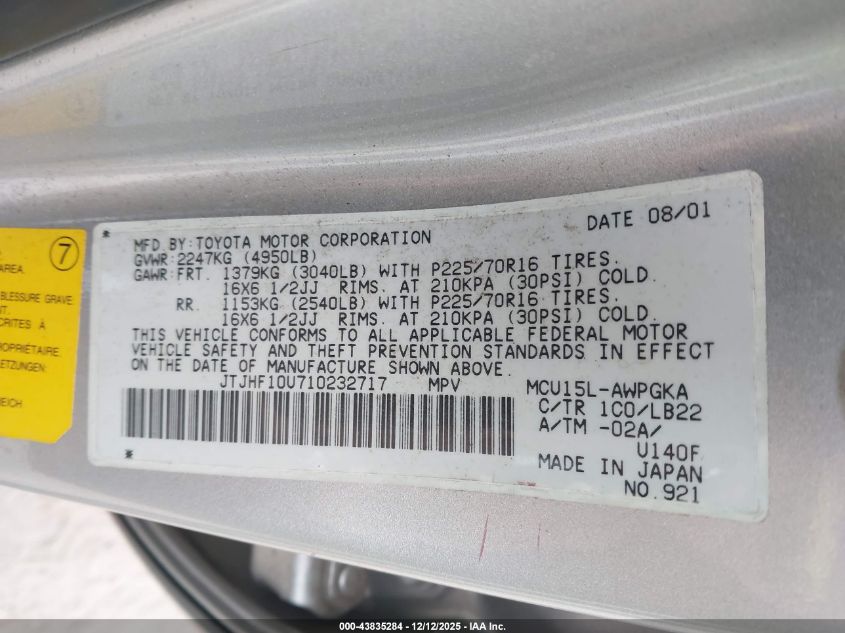 7
AREA.
BLESSURE GRAVE
NT.
CRITES À
PROPRIÉTAIRE.
LETZUNGEN:
REICH
DATE 08/01
MFD. BY: TOYOTA MOTOR CORPORATION
GVWR: 2247KG (4950LB)
GAWR: FRT. 1379KG (3040LB) WITH P225/70R16 TIRES.
16X6 1/2JJ RIMS. AT 210KPA (30PSI) COLD.
RR. 1153KG (2540LB) WITH P225/70R16 TIRES.
16X6 1/2JJ RIMS. AT 210KPA (30PSI) COLD.
THIS VEHICLE CONFORMS TO ALL APPLICABLE FEDERAL MOTOR
VEHICLE SAFETY AND THEFT PREVENTION STANDARDS IN EFFECT
ON THE DATE OF MANUFACTURE SHOWN ABOVE.
JTJHF10U710232717 MPV MCU15L-AWPGKA
C/TR 1C0/LB22
A/TM -02A/
U140F
MADE IN JAPAN
NO.921
000-43835284 - 12/12/2025 - IAA Inc.